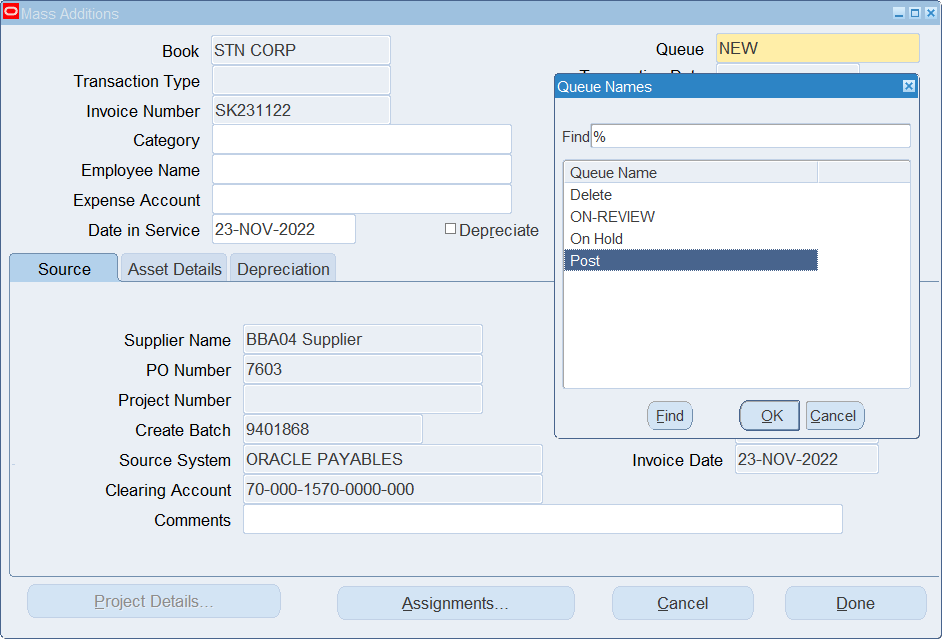 Mass Additions
Book STN CORP
Queue NEW
Transaction Type
Invoice Number SK231122
Category
Employee Name
Expense Account
Date in Service 23-NOV-2022
Depreciate
Source Asset Details Depreciation
Supplier Name BBA04 Supplier
PO Number 7603
Project Number
Create Batch 9401868
Source System ORACLE PAYABLES
Clearing Account 70-000-1570-0000-000
Comments
Queue Names
Find %
Queue Name
Delete
ON-REVIEW
On Hold
Post
Find OK Cancel
Invoice Date 23-NOV-2022
Project Details... Assignments... Cancel Done